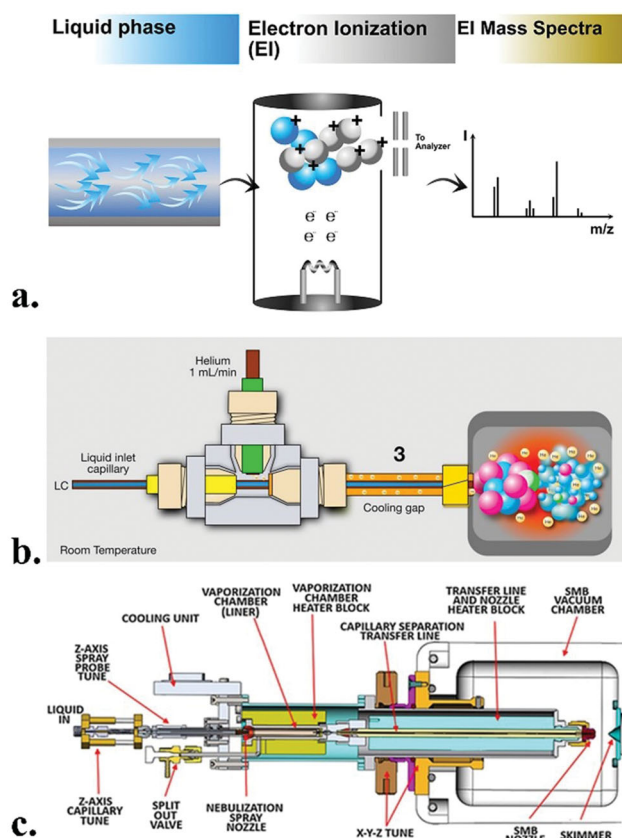 Liquid phase
Electron Ionization
(EI)
EI Mass Spectra
+ + + + + + + +
To
Analyzer
e⁻ e⁻
e⁻ e⁻
I
m/z
a.
Helium
1 mL/min
Liquid inlet
capillary
LC
3
Cooling gap
Room Temperature
b.
COOLING UNIT
VAPORIZATION
CHAMBER
(LINER)
VAPORIZATION
CHAMBER
HEATER BLOCK
TRANSFER LINE
AND NOZZLE
HEATER BLOCK
SMB
VACUUM
CHAMBER
CAPILLARY SEPARATION
TRANSFER LINE
Z-AXIS
SPRAY
PROBE
TUNE
LIQUID
IN
Z-AXIS
CAPILLARY
TUNE
SPLIT
OUT
VALVE
NEBULIZATION
SPRAY
NOZZLE
X-Y-Z TUNE
SMB
NOZZLE
SKIMMER
c.